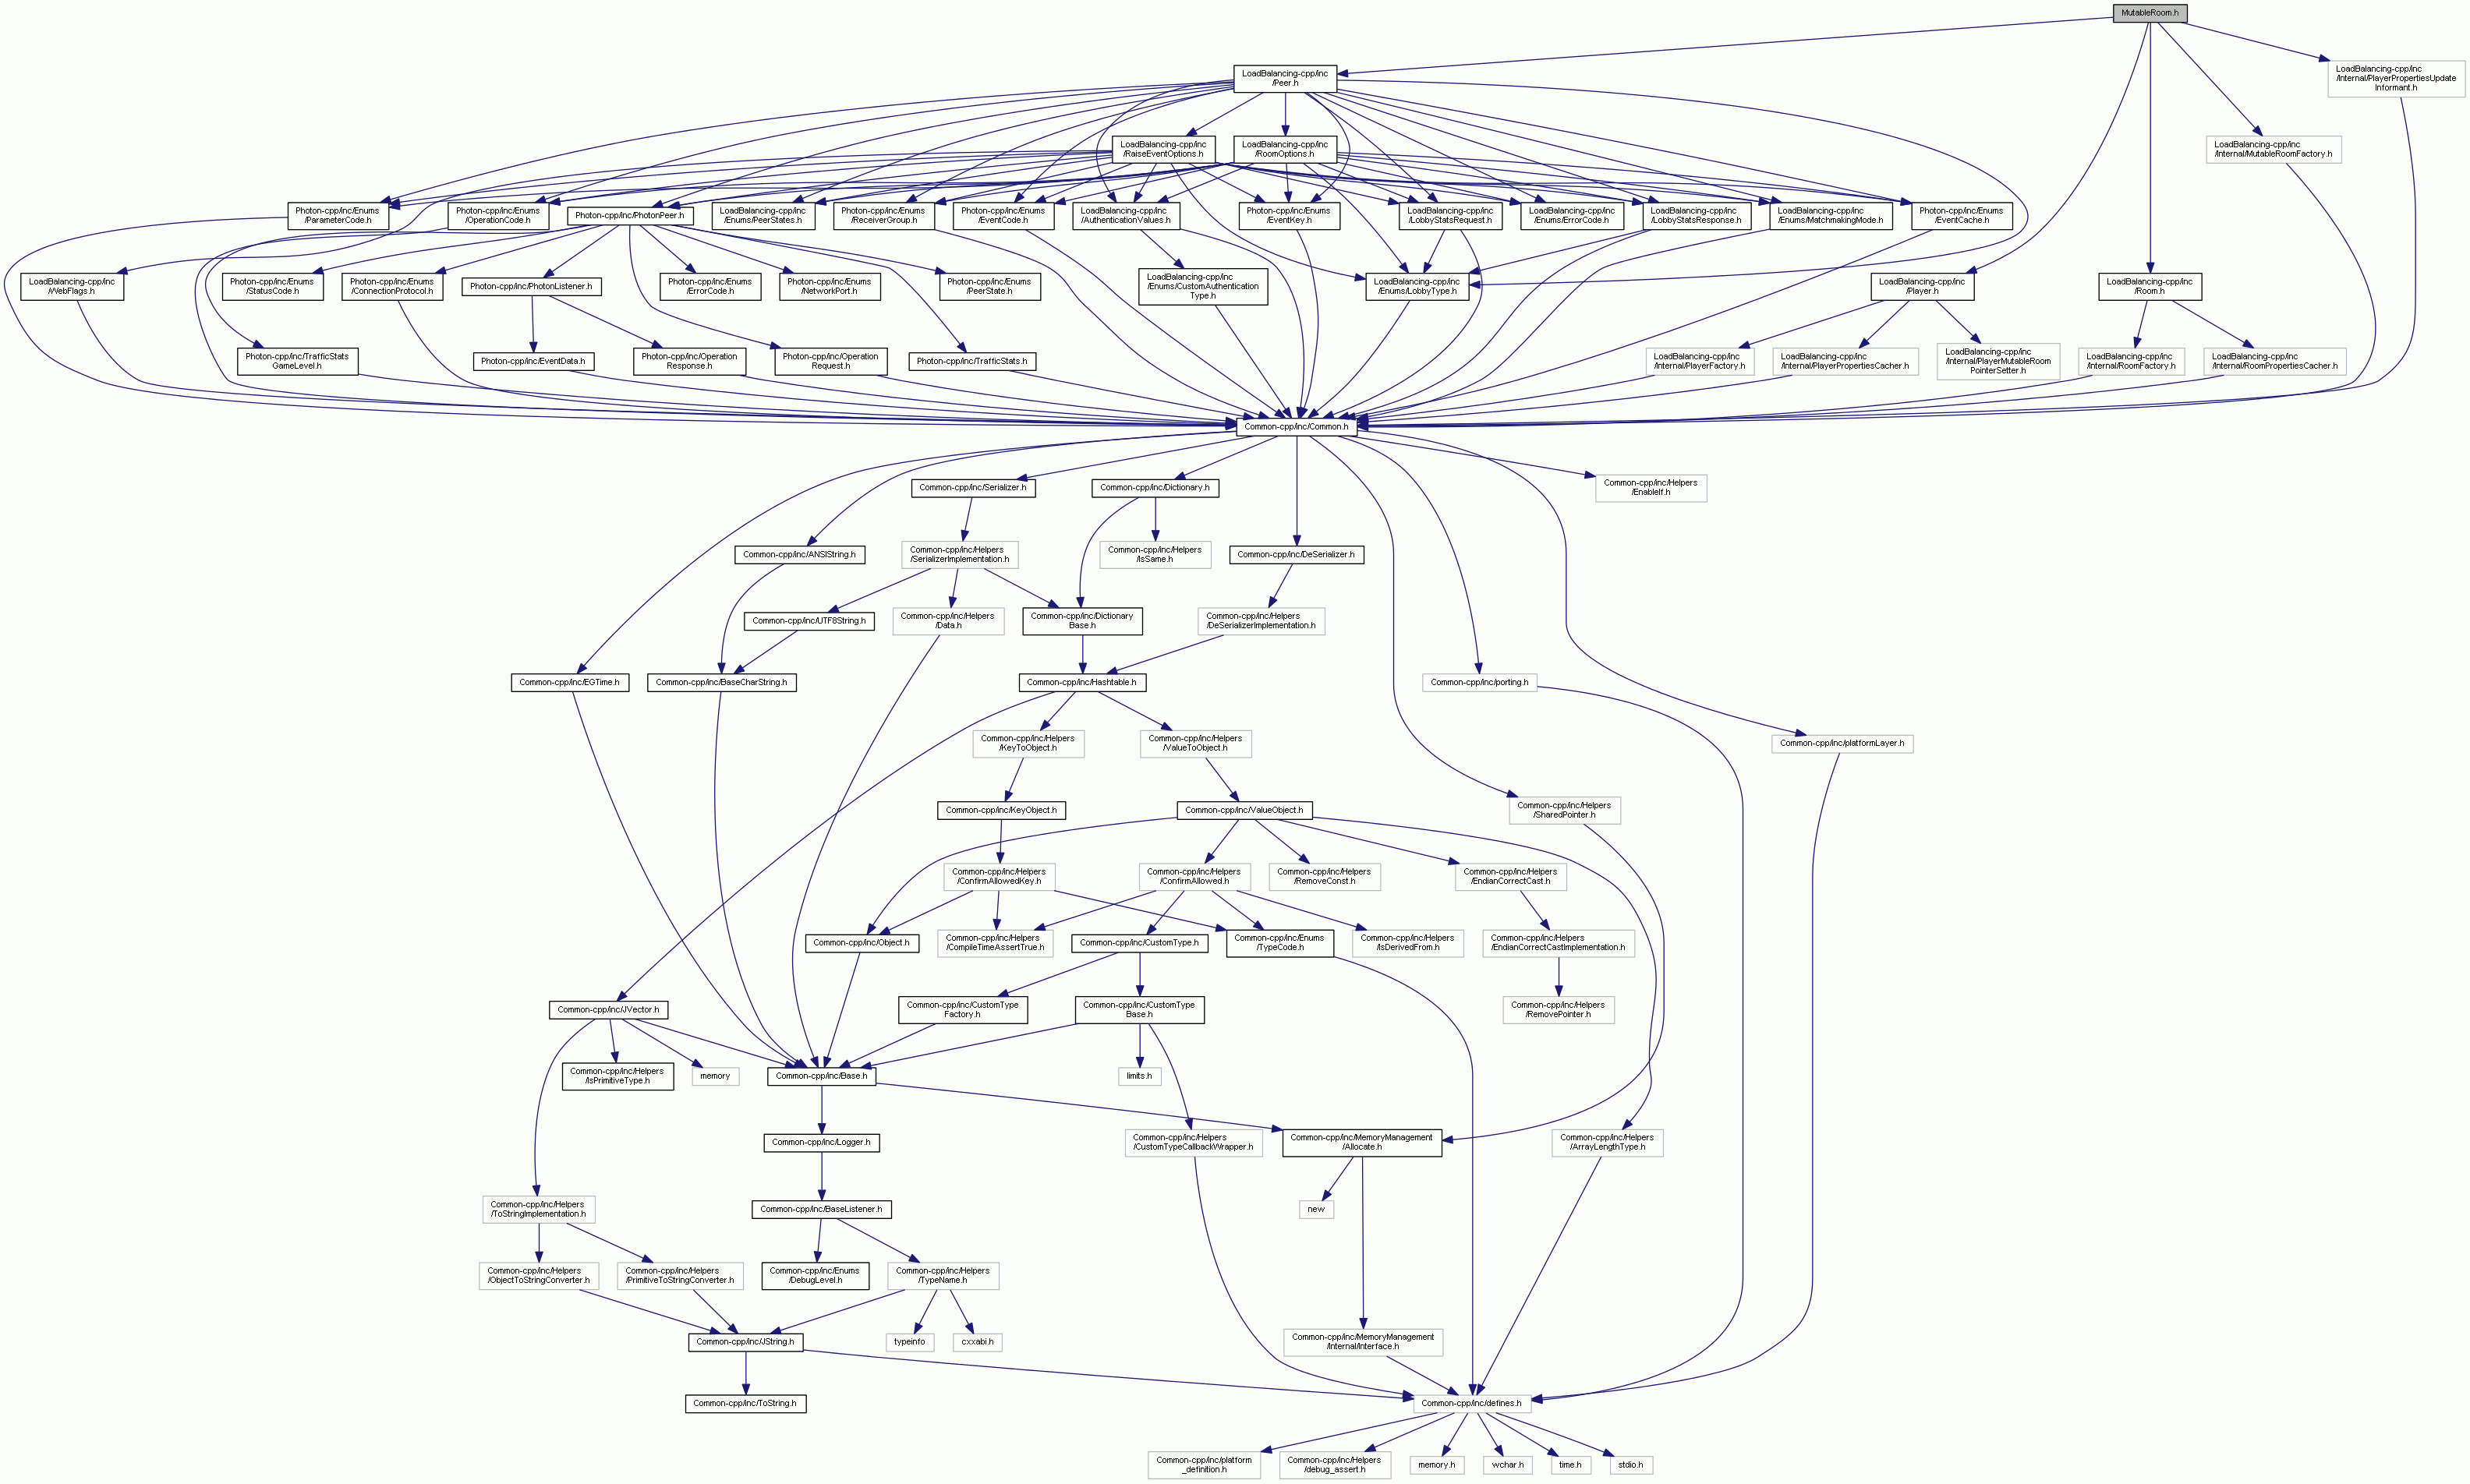 MutableRoom.h
LoadBalancing-cpp/inc
/Peer.h
LoadBalancing-cpp/inc
/Internal/PlayerPropertiesUpdate
Informant.h
LoadBalancing-cpp/inc
/RaiseEventOptions.h
LoadBalancing-cpp/inc
/RoomOptions.h
LoadBalancing-cpp/inc
/Internal/MutableRoomFactory.h
Photon-cpp/inc/Enums
/ParameterCode.h
Photon-cpp/inc/Enums
/OperationCode.h
Photon-cpp/inc/PhotonPeer.h
LoadBalancing-cpp/inc
/Enums/PeerStates.h
Photon-cpp/inc/Enums
/ReceiverGroup.h
Photon-cpp/inc/Enums
/EventCode.h
LoadBalancing-cpp/inc
/AuthenticationValues.h
Photon-cpp/inc/Enums
/EventKey.h
LoadBalancing-cpp/inc
/LobbyStatsRequest.h
LoadBalancing-cpp/inc
/Enums/ErrorCode.h
LoadBalancing-cpp/inc
/LobbyStatsResponse.h
LoadBalancing-cpp/inc
/Enums/MatchmakingMode.h
Photon-cpp/inc/Enums
/EventCache.h
LoadBalancing-cpp/inc
/WebFlags.h
Photon-cpp/inc/Enums
/StatusCode.h
Photon-cpp/inc/Enums
/ConnectionProtocol.h
Photon-cpp/inc/PhotonListener.h
Photon-cpp/inc/Enums
/ErrorCode.h
Photon-cpp/inc/Enums
/NetworkPort.h
Photon-cpp/inc/Enums
/PeerState.h
LoadBalancing-cpp/inc
/Enums/CustomAuthentication
Type.h
LoadBalancing-cpp/inc
/Enums/LobbyType.h
LoadBalancing-cpp/inc
/Player.h
LoadBalancing-cpp/inc
/Room.h
Photon-cpp/inc/TrafficStats
GameLevel.h
Photon-cpp/inc/EventData.h
Photon-cpp/inc/Operation
Response.h
Photon-cpp/inc/Operation
Request.h
Photon-cpp/inc/TrafficStats.h
LoadBalancing-cpp/inc
/Internal/PlayerFactory.h
LoadBalancing-cpp/inc
/Internal/PlayerPropertiesCacher.h
LoadBalancing-cpp/inc
/Internal/PlayerMutableRoom
PointerSetter.h
LoadBalancing-cpp/inc
/Internal/RoomFactory.h
LoadBalancing-cpp/inc
/Internal/RoomPropertiesCacher.h
Common-cpp/inc/Common.h
Common-cpp/inc/Serializer.h
Common-cpp/inc/Dictionary.h
Common-cpp/inc/Helpers
/EnableIf.h
Common-cpp/inc/ANSIString.h
Common-cpp/inc/Helpers
/SerializerImplementation.h
Common-cpp/inc/Helpers
/IsSame.h
Common-cpp/inc/DeSerializer.h
Common-cpp/inc/UTF8String.h
Common-cpp/inc/Helpers
/Data.h
Common-cpp/inc/Dictionary
Base.h
Common-cpp/inc/Helpers
/DeSerializerImplementation.h
Common-cpp/inc/EGTime.h
Common-cpp/inc/BaseCharString.h
Common-cpp/inc/Hashtable.h
Common-cpp/inc/porting.h
Common-cpp/inc/Helpers
/KeyToObject.h
Common-cpp/inc/Helpers
/ValueToObject.h
Common-cpp/inc/platformLayer.h
Common-cpp/inc/KeyObject.h
Common-cpp/inc/ValueObject.h
Common-cpp/inc/Helpers
/SharedPointer.h
Common-cpp/inc/Helpers
/ConfirmAllowedKey.h
Common-cpp/inc/Helpers
/ConfirmAllowed.h
Common-cpp/inc/Helpers
/RemoveConst.h
Common-cpp/inc/Helpers
/EndianCorrectCast.h
Common-cpp/inc/Object.h
Common-cpp/inc/Helpers
/CompileTimeAssertTrue.h
Common-cpp/inc/CustomType.h
Common-cpp/inc/Enums
/TypeCode.h
Common-cpp/inc/Helpers
/IsDerivedFrom.h
Common-cpp/inc/Helpers
/EndianCorrectCastImplementation.h
Common-cpp/inc/JVector.h
Common-cpp/inc/CustomType
Factory.h
Common-cpp/inc/CustomType
Base.h
Common-cpp/inc/Helpers
/RemovePointer.h
Common-cpp/inc/Helpers
/IsPrimitiveType.h
memory
Common-cpp/inc/Base.h
limits.h
Common-cpp/inc/Logger.h
Common-cpp/inc/Helpers
/CustomTypeCallbackWrapper.h
Common-cpp/inc/MemoryManagement
/Allocate.h
Common-cpp/inc/Helpers
/ArrayLengthType.h
Common-cpp/inc/Helpers
/ToStringImplementation.h
Common-cpp/inc/BaseListener.h
new
Common-cpp/inc/Helpers
/ObjectToStringConverter.h
Common-cpp/inc/Helpers
/PrimitiveToStringConverter.h
Common-cpp/inc/Enums
/DebugLevel.h
Common-cpp/inc/Helpers
/TypeName.h
Common-cpp/inc/JString.h
typeinfo
cxxabi.h
Common-cpp/inc/MemoryManagement
/Internal/Interface.h
Common-cpp/inc/ToString.h
Common-cpp/inc/defines.h
Common-cpp/inc/platform
_definition.h
Common-cpp/inc/Helpers
/debug_assert.h
memory.h
wchar.h
time.h
stdio.h